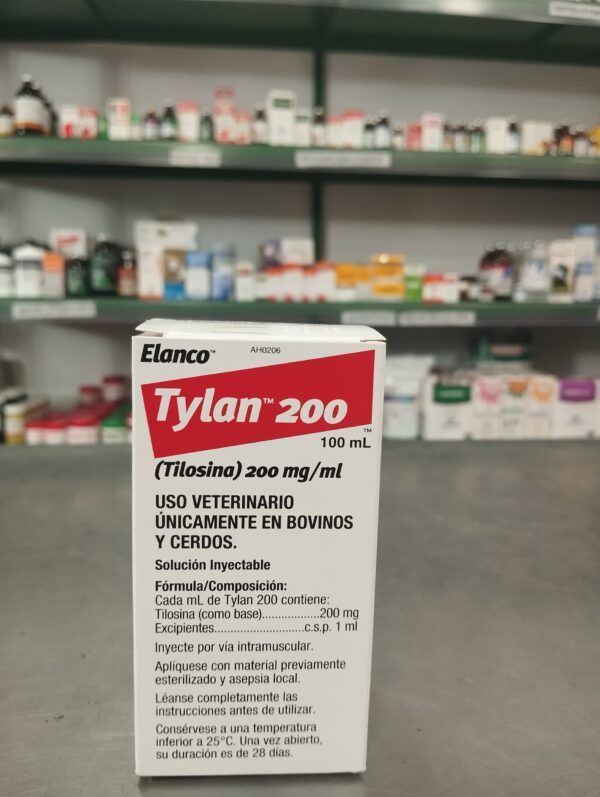 Elanco™
AH0206
Tylan™ 200
™
100 mL
(Tilosina) 200 mg/ml
USO VETERINARIO
ÚNICAMENTE EN BOVINOS
Y CERDOS.
Solución Inyectable
Fórmula/Composición:
Cada mL de Tylan 200 contiene:
Tilosina (como base)..................200 mg
Excipientes.............................c.s.p. 1 ml
Inyecte por vía intramuscular.
Aplíquese con material previamente
esterilizado y asepsia local.
Léanse completamente las
instrucciones antes de utilizar.
Consérvese a una temperatura
inferior a 25°C. Una vez abierto,
su duración es de 28 días.